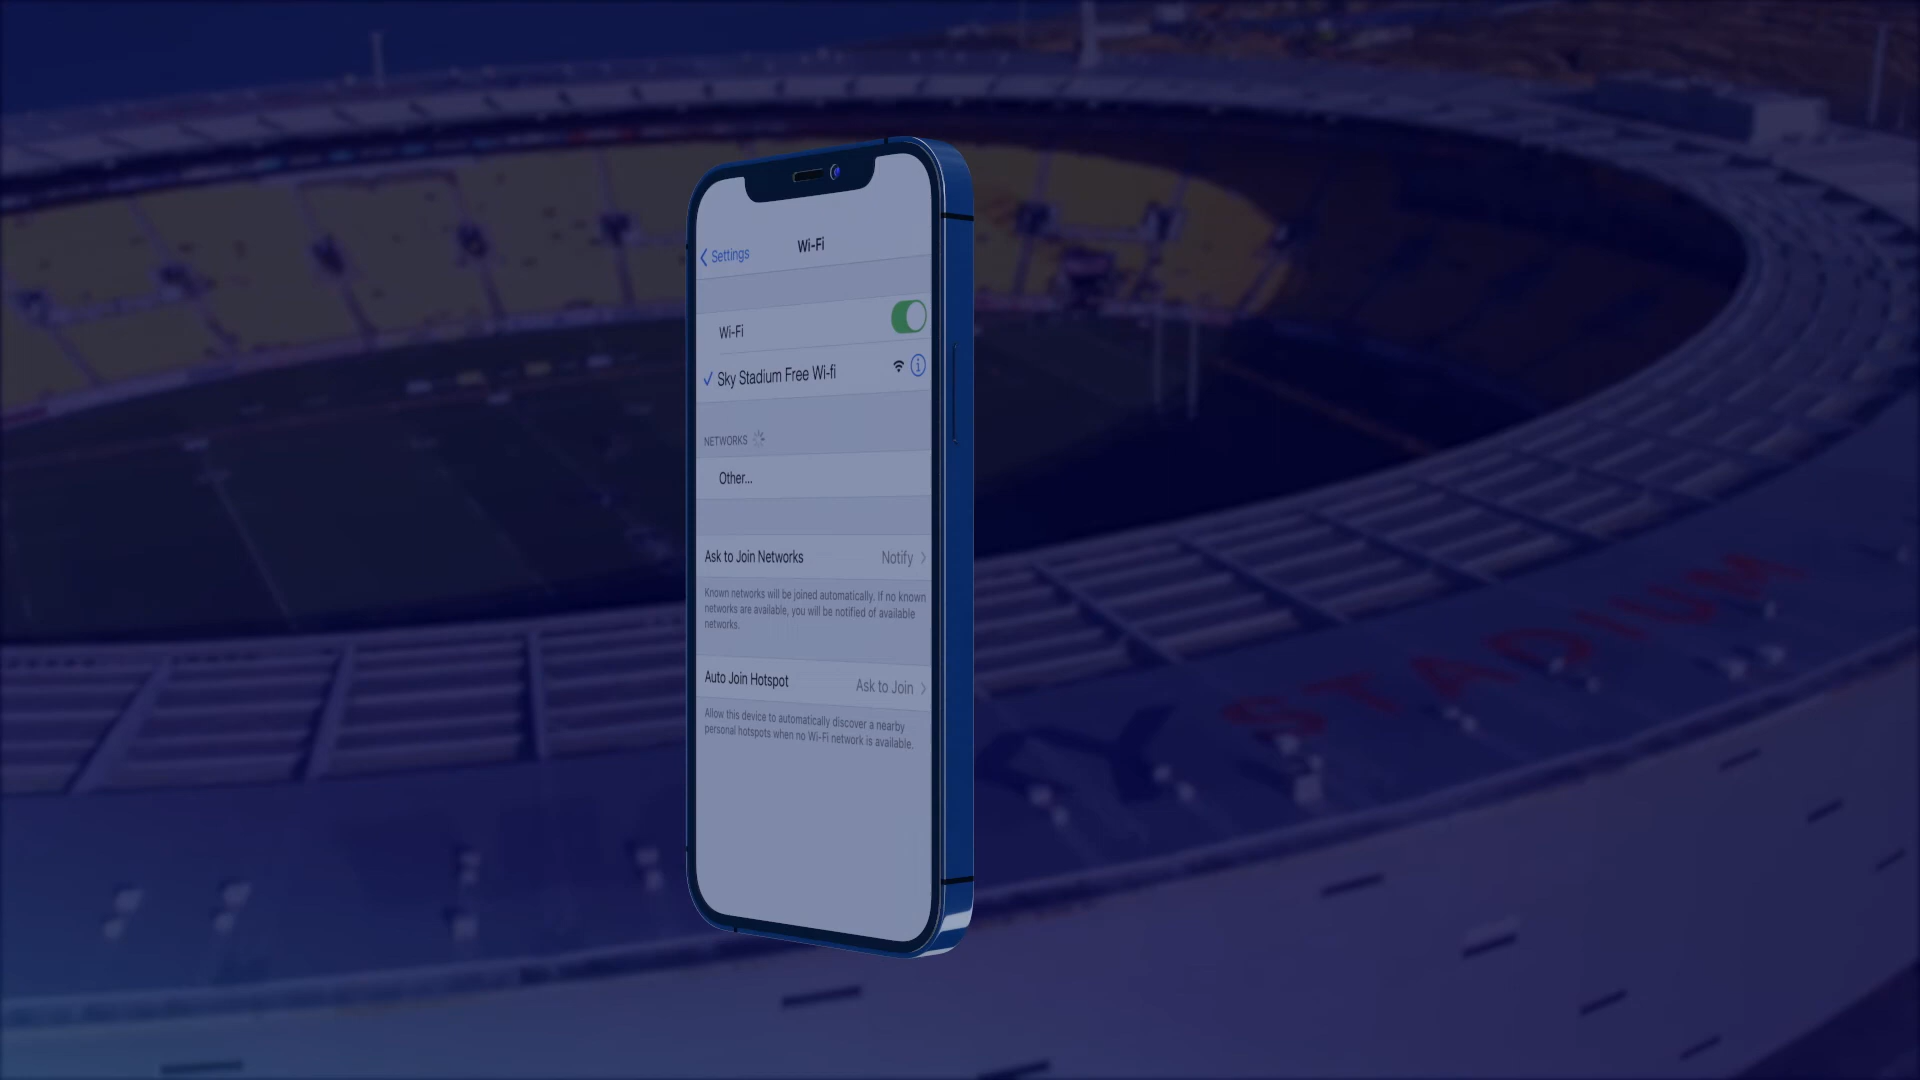 Wi-Fi
Settings
Wi-Fi
Sky Stadium Free Wi-fi
NETWORKS
Other...
Ask to Join Networks Notify
Known networks will be joined automatically. If no known
networks are available, you will be notified of available
networks.
Auto Join Hotspot Ask to Join
Allow this device to automatically discover a nearby
personal hotspots when no Wi-Fi network is available.
STADIUM